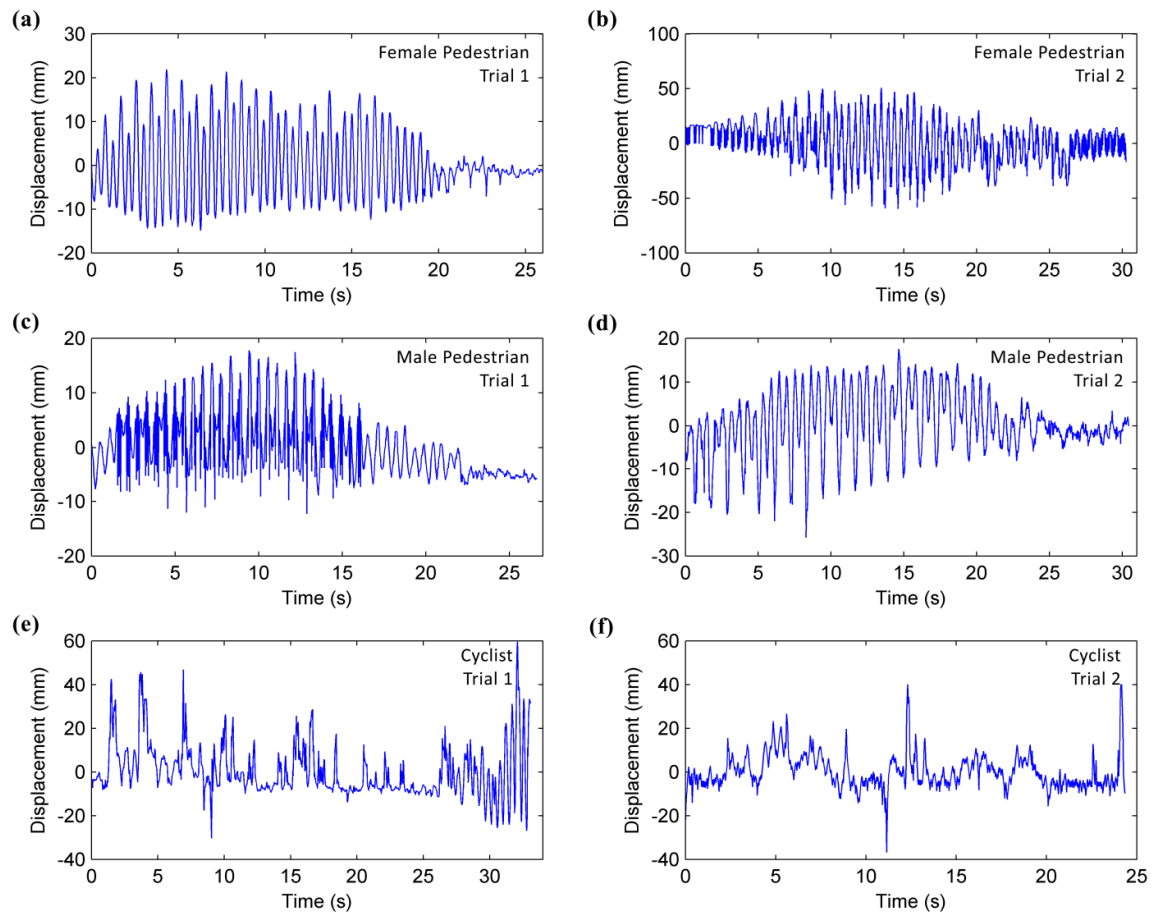 (a)
Female Pedestrian
Trial 1
Displacement (mm)
30
20
10
0
-10
-20
0 5 10 15 20 25
Time (s)
(b)
Female Pedestrian
Trial 2
Displacement (mm)
100
50
0
-50
-100
0 5 10 15 20 25 30
Time (s)
(c)
Male Pedestrian
Trial 1
Displacement (mm)
20
10
0
-10
-20
0 5 10 15 20 25
Time (s)
(d)
Male Pedestrian
Trial 2
Displacement (mm)
20
10
0
-10
-20
-30
0 5 10 15 20 25 30
Time (s)
(e)
Cyclist
Trial 1
Displacement (mm)
60
40
20
0
-20
-40
0 5 10 15 20 25 30
Time (s)
(f)
Cyclist
Trial 2
Displacement (mm)
60
40
20
0
-20
-40
0 5 10 15 20 25
Time (s)